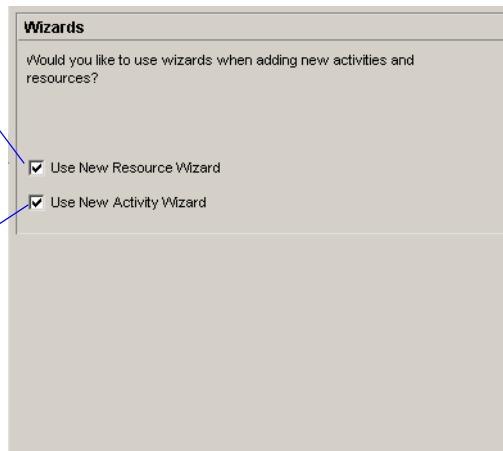 Wizards
Would you like to use wizards when adding new activities and
resources?
Use New Resource Wizard
Use New Activity Wizard